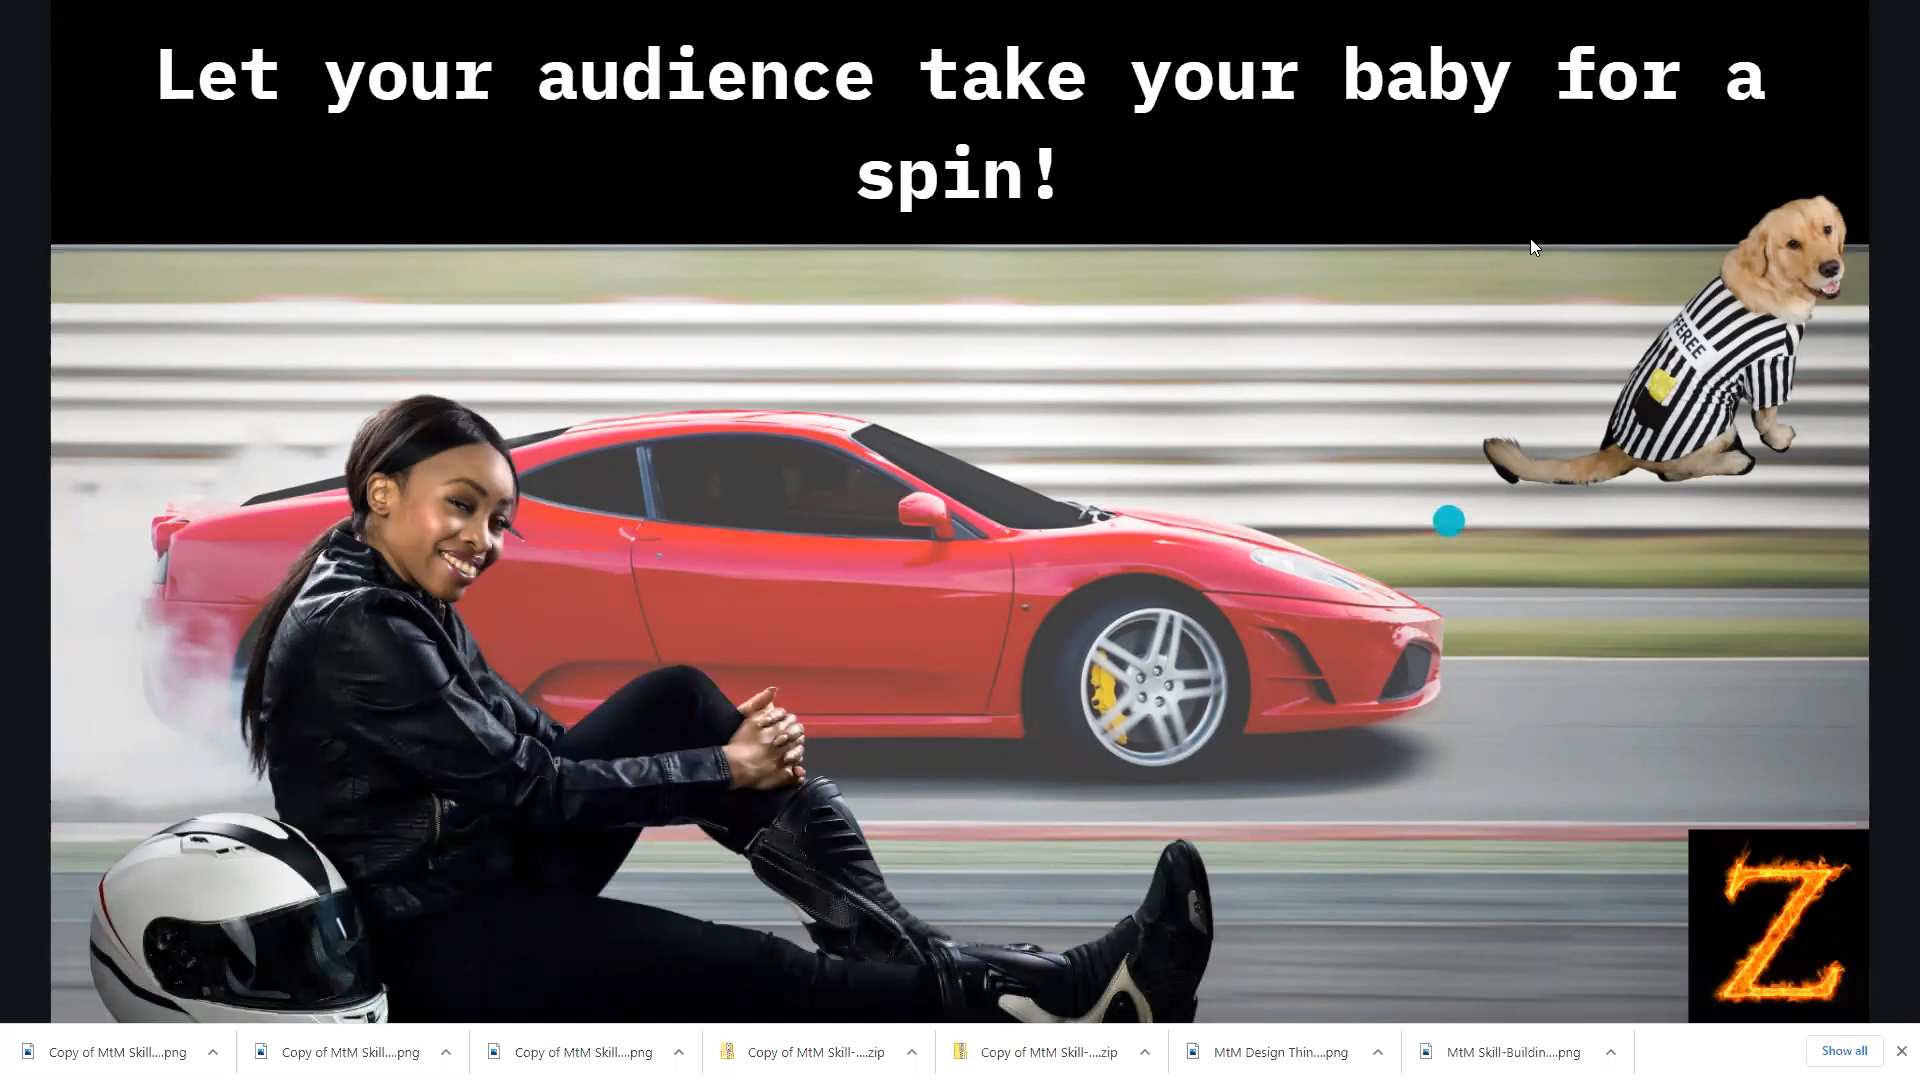 Let your audience take your baby for a
spin!
FEREE
Z
Copy of MtM Skill....png
Copy of MtM Skill....png
Copy of MtM Skill....png
Copy of MtM Skill-....zip
Copy of MtM Skill-....zip
MtM Design Thin....png
MtM Skill-Buildin....png
Show all